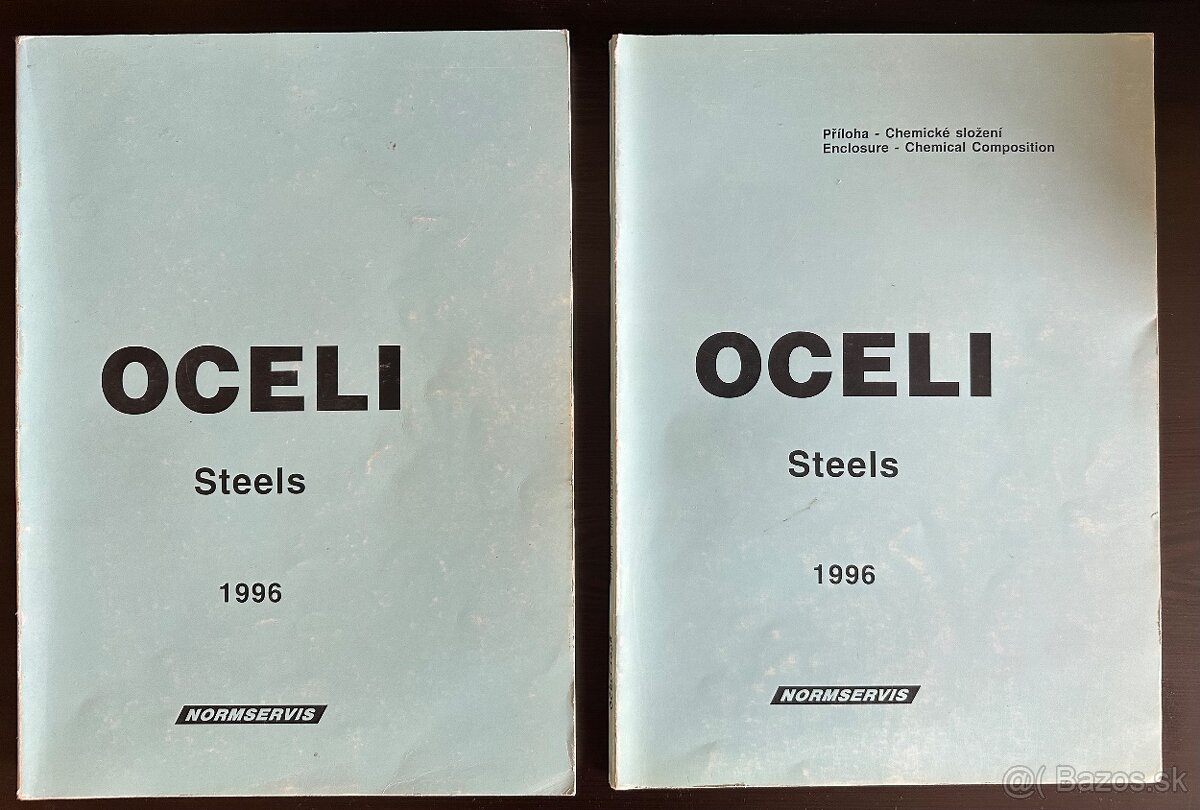 OCELI
Steels
1996
NORMSERVIS
Příloha - Chemické složení
Enclosure - Chemical Composition
OCELI
Steels
1996
NORMSERVIS
@( Bazos.sk